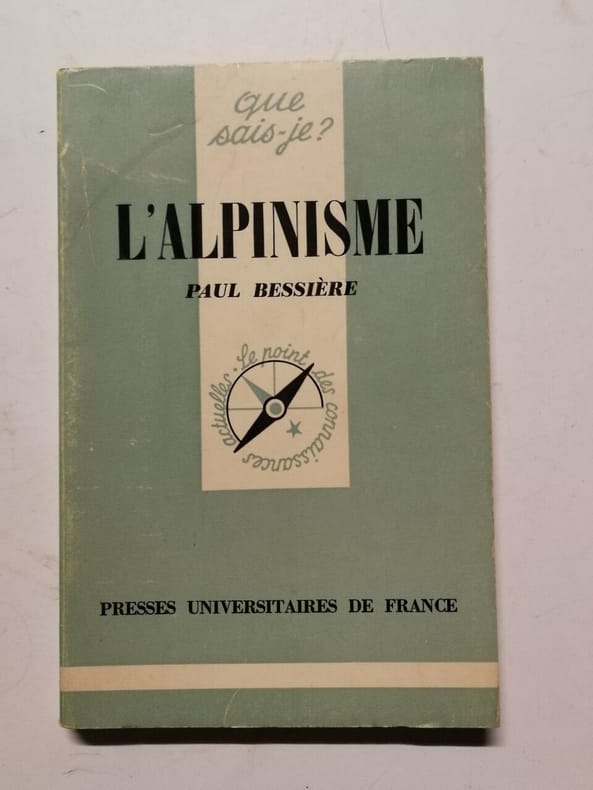 que
sais-je?
L'ALPINISME
PAUL BESSIÈRE
Le point des connaissances actuelles.
PRESSES UNIVERSITAIRES DE FRANCE